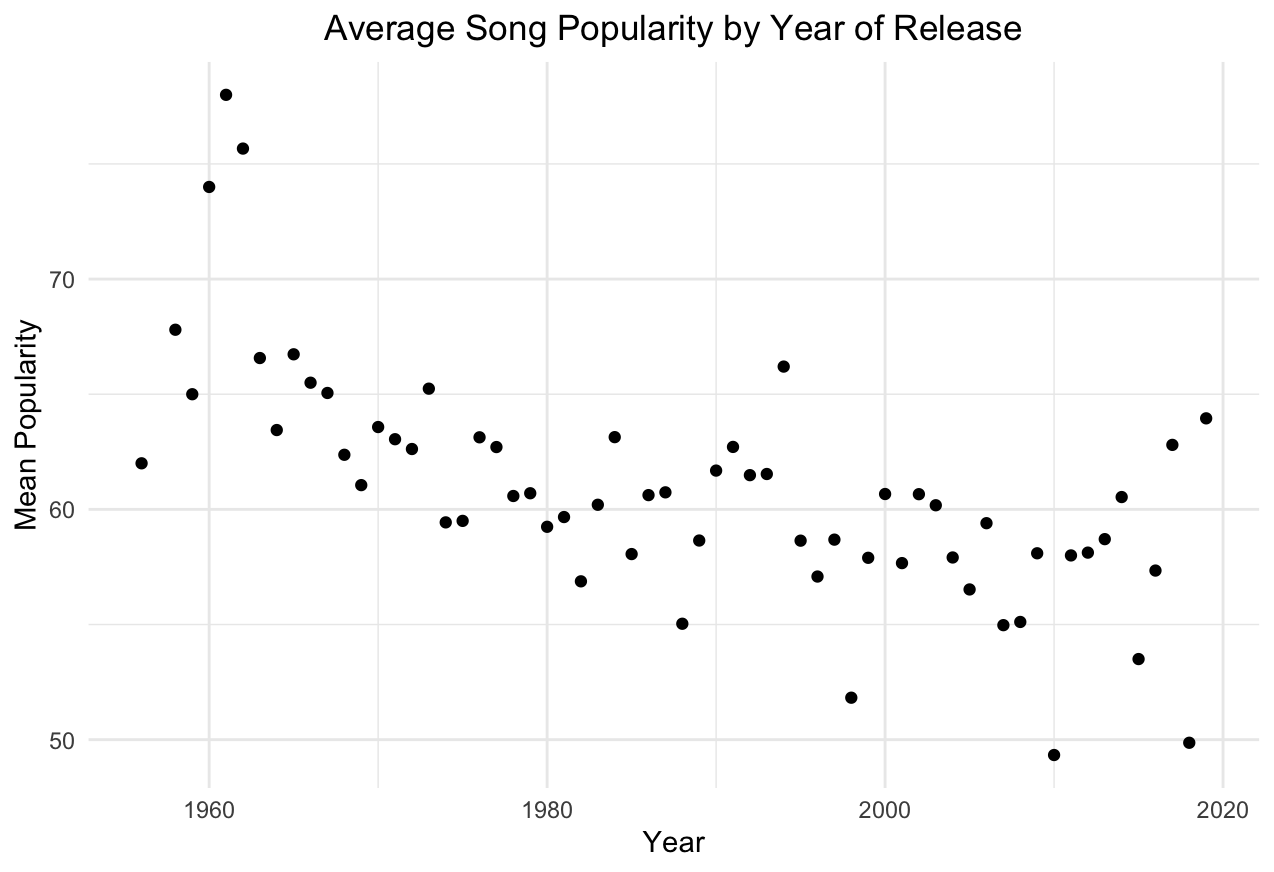 Average Song Popularity by Year of Release
70
60
50
Mean Popularity
1960 1980 2000 2020
Year